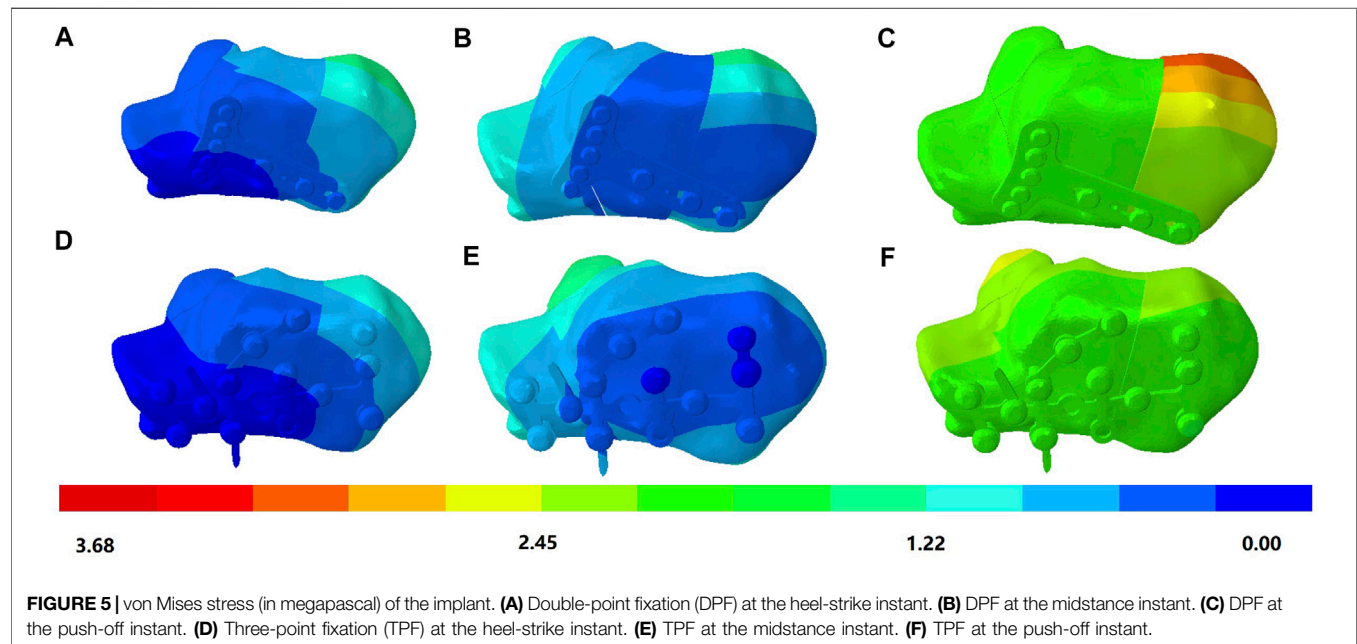 A
B
C
D
E
F
3.68
2.45
1.22
0.00
FIGURE 5 | von Mises stress (in megapascal) of the implant. (A) Double-point fixation (DPF) at the heel-strike instant. (B) DPF at the midstance instant. (C) DPF at
the push-off instant. (D) Three-point fixation (TPF) at the heel-strike instant. (E) TPF at the midstance instant. (F) TPF at the push-off instant.